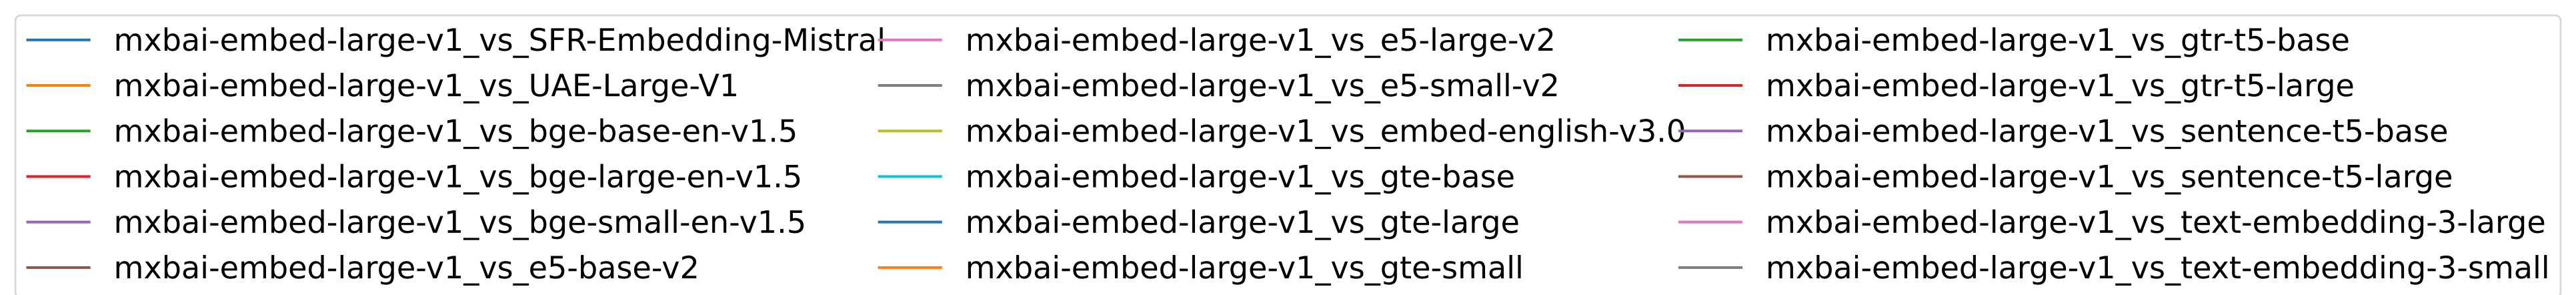 mxbai-embed-large-v1_vs_SFR-Embedding-Mistral
mxbai-embed-large-v1_vs_UAE-Large-V1
mxbai-embed-large-v1_vs_bge-base-en-v1.5
mxbai-embed-large-v1_vs_bge-large-en-v1.5
mxbai-embed-large-v1_vs_bge-small-en-v1.5
mxbai-embed-large-v1_vs_e5-base-v2
mxbai-embed-large-v1_vs_e5-large-v2
mxbai-embed-large-v1_vs_e5-small-v2
mxbai-embed-large-v1_vs_embed-english-v3.0
mxbai-embed-large-v1_vs_gte-base
mxbai-embed-large-v1_vs_gte-large
mxbai-embed-large-v1_vs_gte-small
mxbai-embed-large-v1_vs_gtr-t5-base
mxbai-embed-large-v1_vs_gtr-t5-large
mxbai-embed-large-v1_vs_sentence-t5-base
mxbai-embed-large-v1_vs_sentence-t5-large
mxbai-embed-large-v1_vs_text-embedding-3-large
mxbai-embed-large-v1_vs_text-embedding-3-small